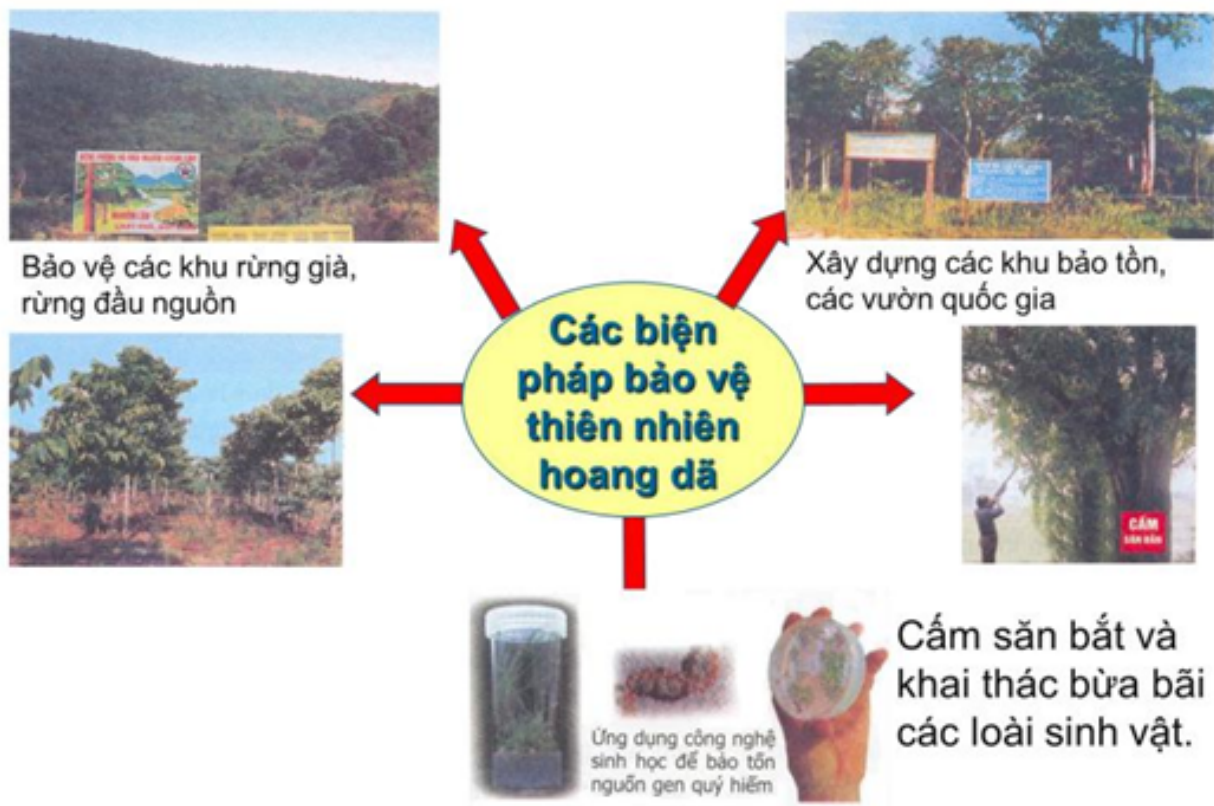 Bảo vệ các khu rừng già,
rừng đầu nguồn
Xây dựng các khu bảo tồn,
các vườn quốc gia
Các biện
pháp bảo vệ
thiên nhiên
hoang dã
CẤM
SĂN BẮN
Ứng dụng công nghệ
sinh học để bảo tồn
nguồn gen quý hiếm
Cấm săn bắt và
khai thác bừa bãi
các loài sinh vật.